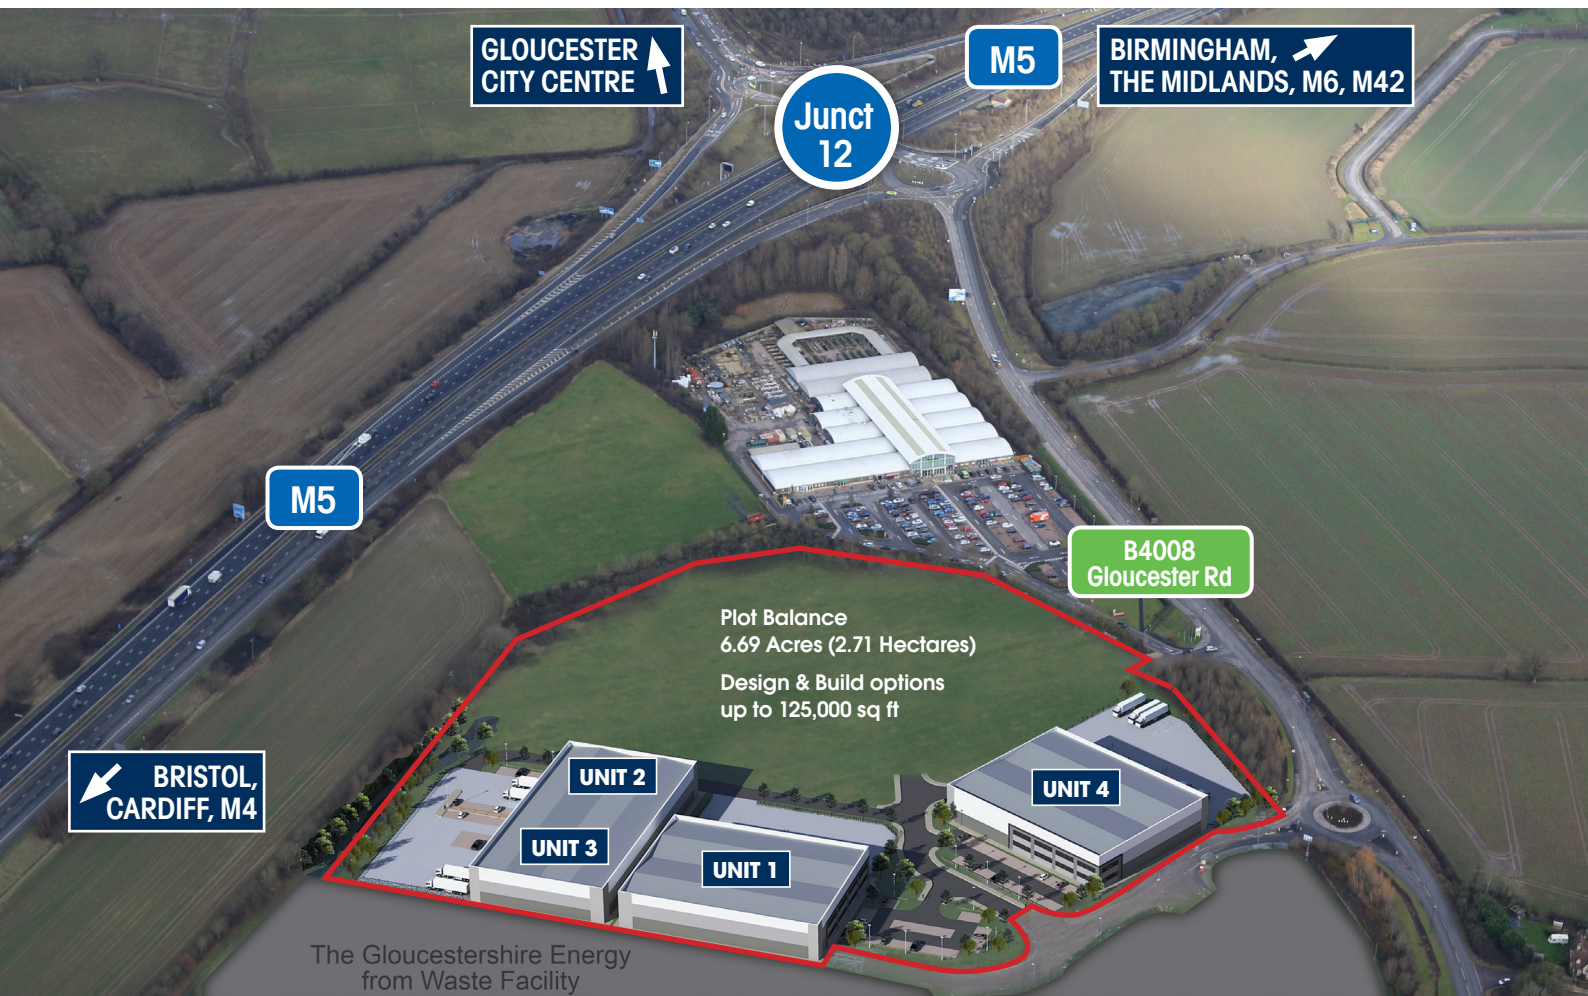 GLOUCESTER
CITY CENTRE
M5
BIRMINGHAM,
THE MIDLANDS, M6, M42
Junct
12
M5
B4008
Gloucester Rd
Plot Balance
6.69 Acres (2.71 Hectares)
Design & Build options
up to 125,000 sq ft
BRISTOL,
CARDIFF, M4
UNIT 2
UNIT 4
UNIT 3
UNIT 1
The Gloucestershire Energy
from Waste Facility